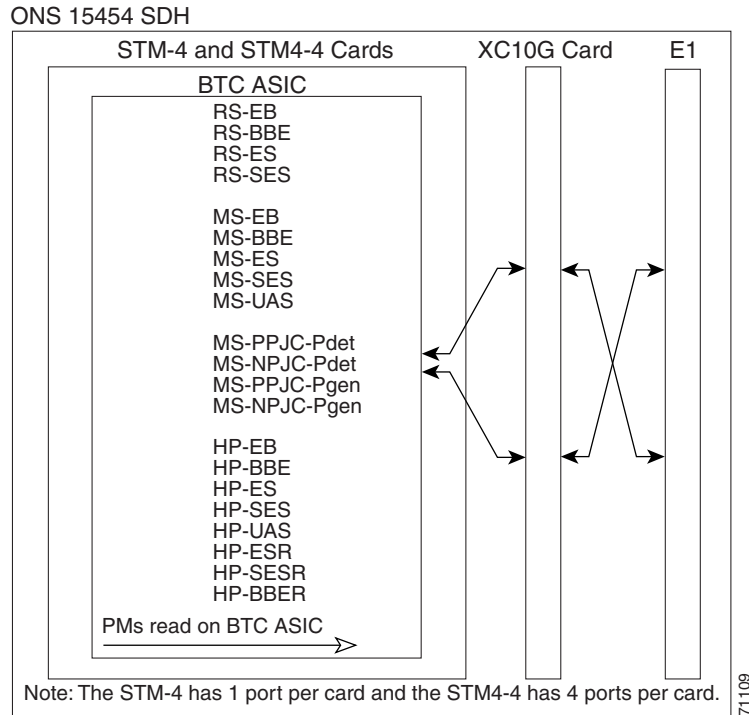 ONS 15454 SDH
STM-4 and STM4-4 Cards
XC10G Card
E1
BTC ASIC
RS-EB
RS-BBE
RS-ES
RS-SES
MS-EB
MS-BBE
MS-ES
MS-SES
MS-UAS
MS-PPJC-Pdet
MS-NPJC-Pdet
MS-PPJC-Pgen
MS-NPJC-Pgen
HP-EB
HP-BBE
HP-ES
HP-SES
HP-UAS
HP-ESR
HP-SESR
HP-BBER
PMs read on BTC ASIC
Note: The STM-4 has 1 port per card and the STM4-4 has 4 ports per card.
71109